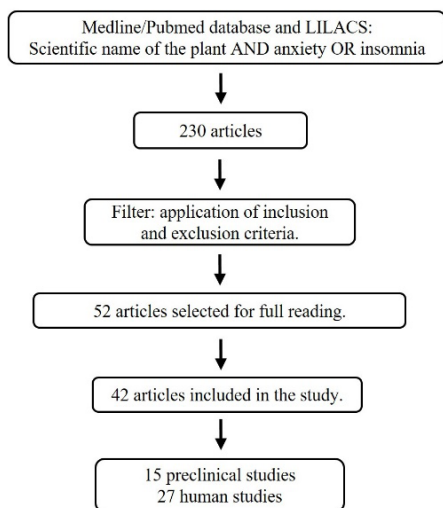 Medline/Pubmed database and LILACS:
Scientific name of the plant AND anxiety OR insomnia
230 articles
Filter: application of inclusion
and exclusion criteria.
52 articles selected for full reading.
42 articles included in the study.
15 preclinical studies
27 human studies